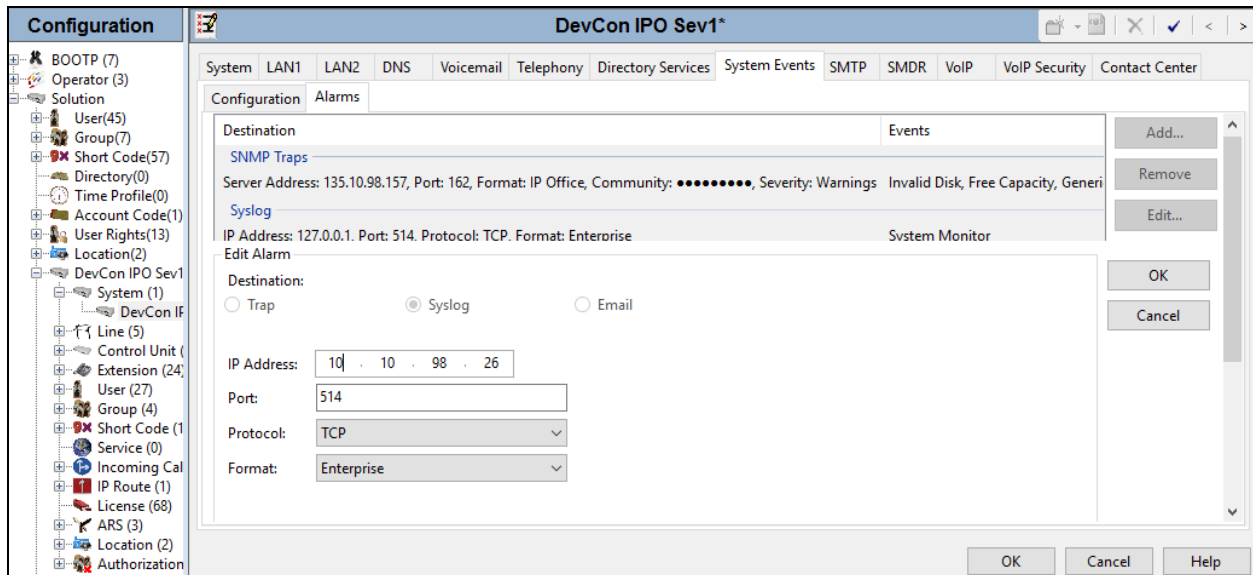 Configuration
BOOTP (7)
Operator (3)
Solution
User(45)
Group(7)
Short Code(57)
Directory(0)
Time Profile(0)
Account Code(1)
User Rights(13)
Location(2)
DevCon IPO Sev1
System (1)
DevCon IP
Line (5)
Control Unit (
Extension (24)
User (27)
Group (4)
Short Code (1
Service (0)
Incoming Cal
IP Route (1)
License (68)
ARS (3)
Location (2)
Authorization
DevCon IPO Sev1*
System LAN1 LAN2 DNS Voicemail Telephony Directory Services System Events SMTP SMDR VoIP VoIP Security Contact Center
Configuration Alarms
Destination Events
SNMP Traps
Server Address: 135.10.98.157, Port: 162, Format: IP Office, Community: ●●●●●●●●●, Severity: Warnings Invalid Disk, Free Capacity, Generi
Syslog
IP Address: 127.0.0.1, Port: 514, Protocol: TCP, Format: Enterprise System Monitor
Add...
Remove
Edit...
Edit Alarm
Destination:
Trap Syslog Email
OK
Cancel
IP Address: 10 . 10 . 98 . 26
Port: 514
Protocol: TCP
Format: Enterprise
OK Cancel Help